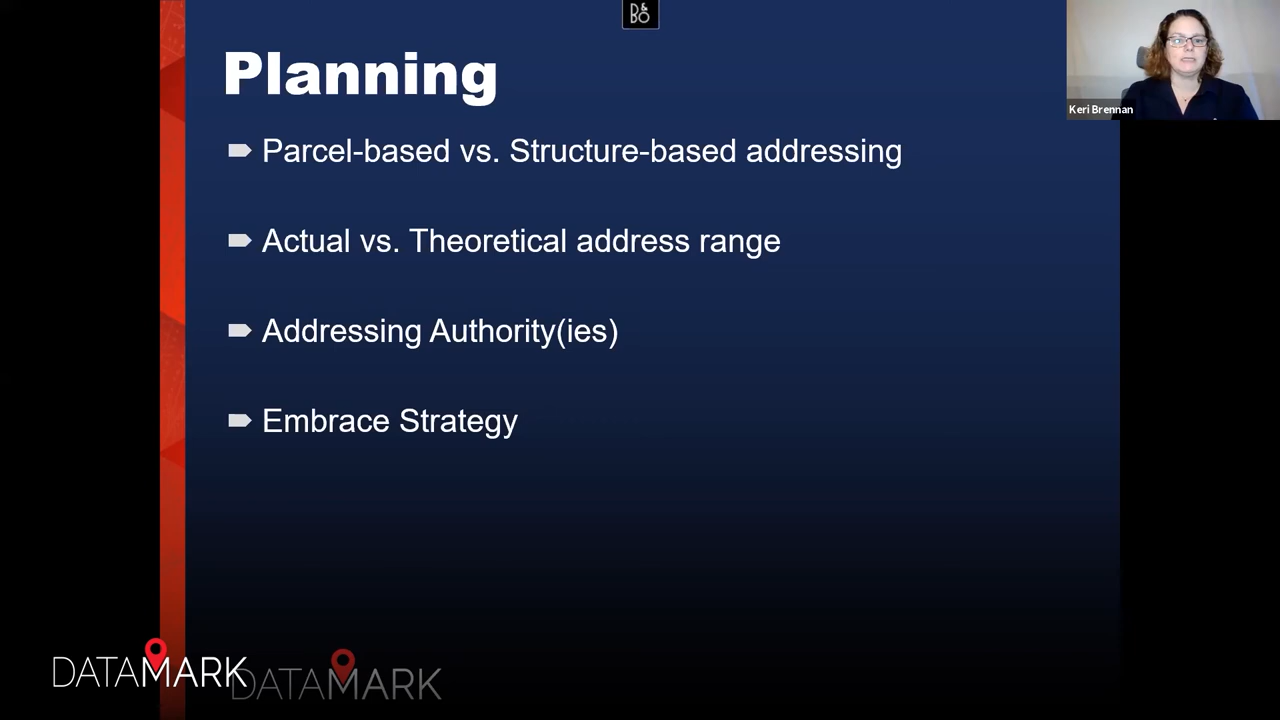 B&
BO
Planning
Keri Brennan
Parcel-based vs. Structure-based addressing
Actual vs. Theoretical address range
Addressing Authority(ies)
Embrace Strategy
DATAMARK
DATAMARK